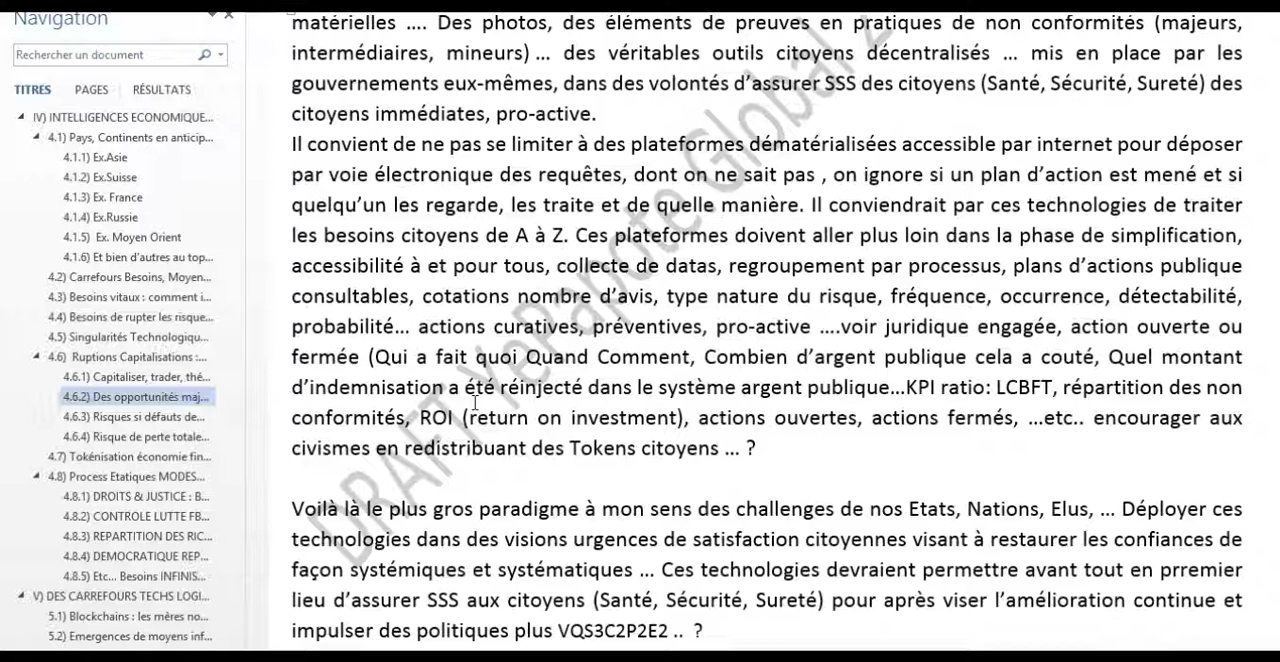 Navigation
Rechercher un document
TITRES PAGES RÉSULTATS
IV) INTELLIGENCES ECONOMIQUE...
4.1) Pays, Continents en anticip...
4.1.1) Ex.Asie
4.1.2) Ex.Suisse
4.1.3) Ex. France
4.1.4) Ex.Russie
4.1.5) Ex. Moyen Orient
4.1.6) Et bien d'autres au top...
4.2) Carrefours Besoins, Moyen...
4.3) Besoins vitaux : comment i...
4.4) Besoins de rupter les risque...
4.5) Singularités Technologiqu...
4.6) Ruptions Capitalisations :...
4.6.1) Capitaliser, trader, thé...
4.6.2) Des opportunités maj...
4.6.3) Risques si défauts de...
4.6.4) Risque de perte totale...
4.7) Tokénisation économie fin...
4.8) Process Etatiques MODES...
4.8.1) DROITS & JUSTICE : B...
4.8.2) CONTROLE LUTTE FB...
4.8.3) REPARTITION DES RIC...
4.8.4) DEMOCRATIQUE REP...
4.8.5) Etc... Besoins INFINIS...
V) DES CARREFOURS TECHS LOGI...
5.1) Blockchains : les mères no...
5.2) Emergences de moyens inf...
matérielles .... Des photos, des éléments de preuves en pratiques de non conformités (majeurs,
intermédiaires, mineurs) ... des véritables outils citoyens décentralisés ... mis en place par les
gouvernements eux-mêmes, dans des volontés d'assurer SSS des citoyens (Santé, Sécurité, Sureté) des
citoyens immédiates, pro-active.
Il convient de ne pas se limiter à des plateformes dématérialisées accessible par internet pour déposer
par voie électronique des requêtes, dont on ne sait pas , on ignore si un plan d'action est mené et si
quelqu'un les regarde, les traite et de quelle manière. Il conviendrait par ces technologies de traiter
les besoins citoyens de A à Z. Ces plateformes doivent aller plus loin dans la phase de simplification,
accessibilité à et pour tous, collecte de datas, regroupement par processus, plans d'actions publique
consultables, cotations nombre d'avis, type nature du risque, fréquence, occurrence, détectabilité,
probabilité... actions curatives, préventives, pro-active ....voir juridique engagée, action ouverte ou
fermée (Qui a fait quoi Quand Comment, Combien d'argent publique cela a couté, Quel montant
d'indemnisation a été réinjecté dans le système argent publique...KPI ratio: LCBFT, répartition des non
conformités, ROI (return on investment), actions ouvertes, actions fermés, ...etc.. encourager aux
civismes en redistribuant des Tokens citoyens ... ?
Voilà là le plus gros paradigme à mon sens des challenges de nos Etats, Nations, Elus, ... Déployer ces
technologies dans des visions urgences de satisfaction citoyennes visant à restaurer les confiances de
façon systémiques et systématiques ... Ces technologies devraient permettre avant tout en prremier
lieu d'assurer SSS aux citoyens (Santé, Sécurité, Sureté) pour après viser l'amélioration continue et
impulser des politiques plus VQS3C2P2E2 .. ?
DRAFT YePapote Global 2